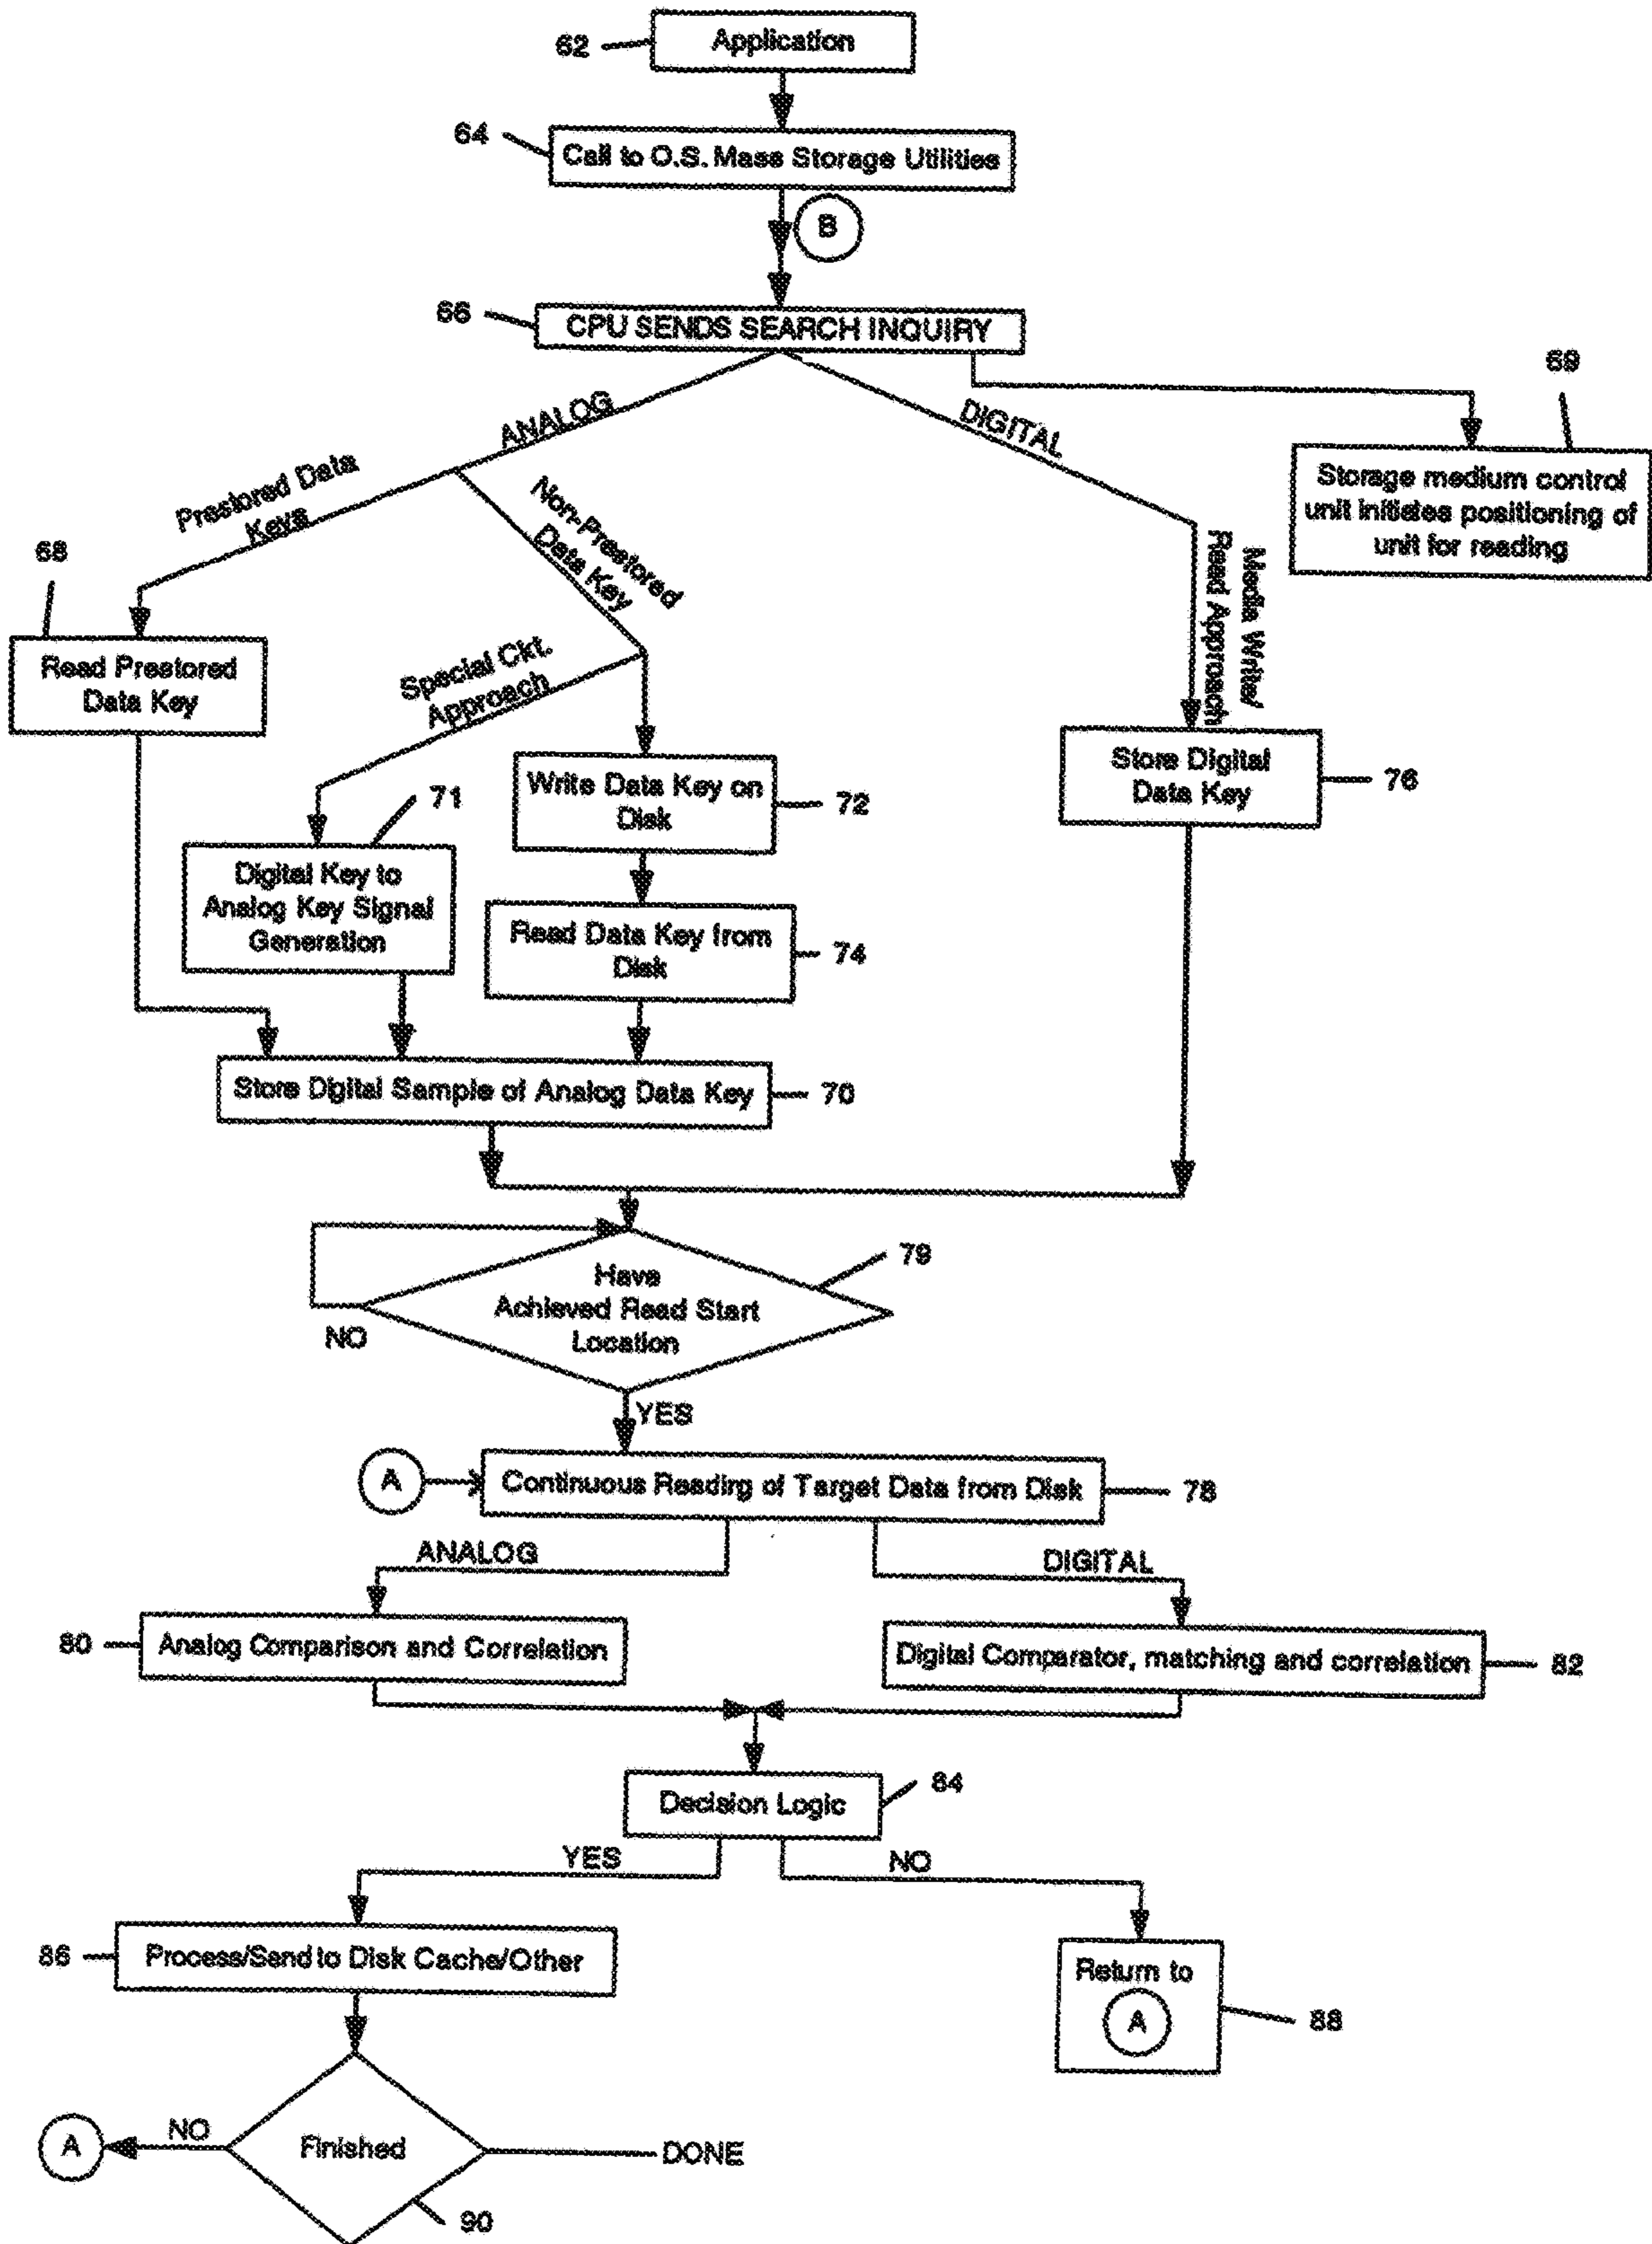 62
Application
64
Call to O.S. Mass Storage Utilities
B
66
CPU SENDS SEARCH INQUIRY
69
ANALOG
DIGITAL
Storage medium control
unit initiates positioning of
unit for reading
Prestored Data
Keys
Non-Prestored
Data Key
Media Write/
Read Approach
68
Read Prestored
Data Key
Special Ckt.
Approach
71
Write Data Key on
Disk
72
Store Digital
Data Key
76
Digital Key to
Analog Key Signal
Generation
Read Data Key from
Disk
74
Store Digital Sample of Analog Data Key
70
79
Have
Achieved Read Start
Location
NO
YES
A
Continuous Reading of Target Data from Disk
78
ANALOG
DIGITAL
80
Analog Comparison and Correlation
Digital Comparator, matching and correlation
82
Decision Logic
84
YES
NO
86
Process/Send to Disk Cache/Other
Return to
A
88
A
NO
Finished
DONE
90